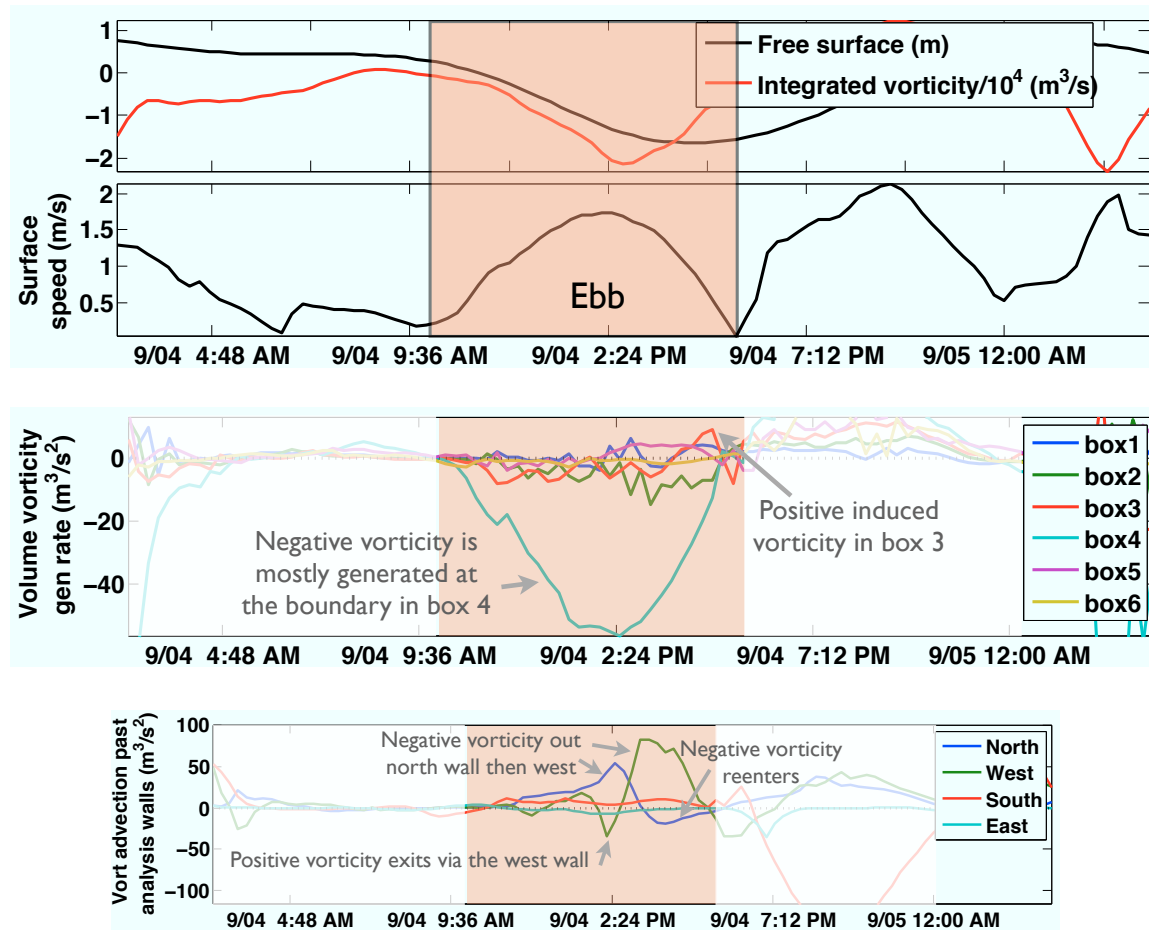 1
0
−1
−2
Free surface (m)
Integrated vorticity/10⁴ (m³/s)
Surface
speed (m/s)
2
1.5
1
0.5
Ebb
9/04 4:48 AM
9/04 9:36 AM
9/04 2:24 PM
9/04 7:12 PM
9/05 12:00 AM
Volume vorticity
gen rate (m³/s²)
0
−20
−40
Negative vorticity is
mostly generated at
the boundary in box 4
Positive induced
vorticity in box 3
box1
box2
box3
box4
box5
box6
9/04 4:48 AM
9/04 9:36 AM
9/04 2:24 PM
9/04 7:12 PM
9/05 12:00 AM
Vort advection past
analysis walls (m³/s²)
100
50
0
−50
−100
Negative vorticity out
north wall then west
Negative vorticity
reenters
Positive vorticity exits via the west wall
North
West
South
East
9/04 4:48 AM
9/04 9:36 AM
9/04 2:24 PM
9/04 7:12 PM
9/05 12:00 AM